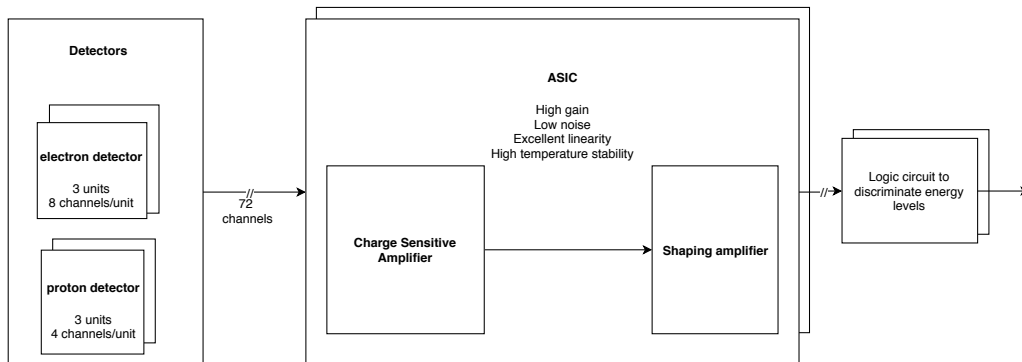 Detectors
electron detector
3 units
8 channels/unit
proton detector
3 units
4 channels/unit
//
72
channels
ASIC
High gain
Low noise
Excellent linearity
High temperature stability
Charge Sensitive
Amplifier
Shaping amplifier
//
Logic circuit to
discriminate energy
levels